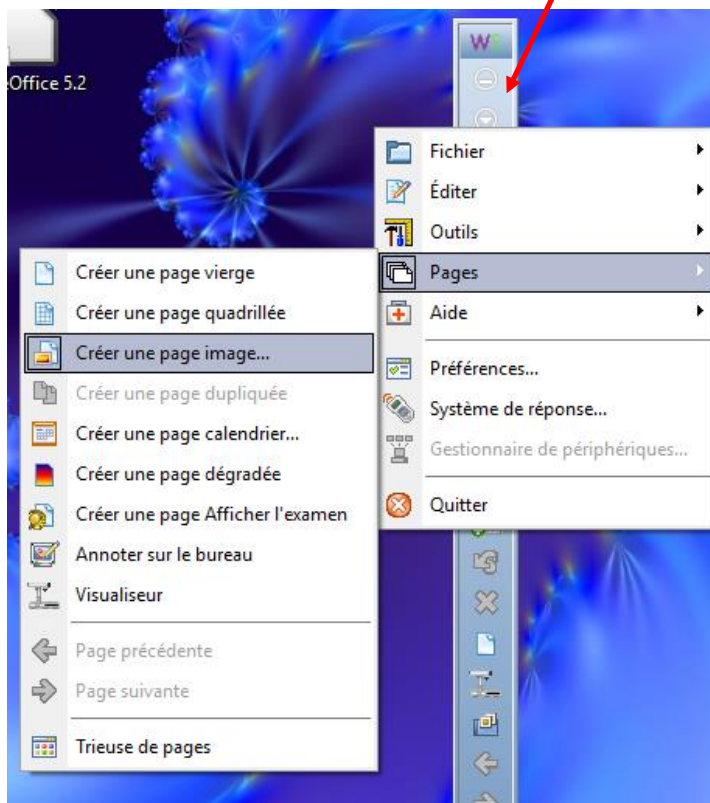 WS
Office 5.2
Fichier
Éditer
Outils
Pages
Aide
Préférences...
Système de réponse...
Gestionnaire de périphériques...
Quitter
Créer une page vierge
Créer une page quadrillée
Créer une page image...
Créer une page dupliquée
Créer une page calendrier...
Créer une page dégradée
Créer une page Afficher l'examen
Annoter sur le bureau
Visualiseur
Page précédente
Page suivante
Trieuse de pages